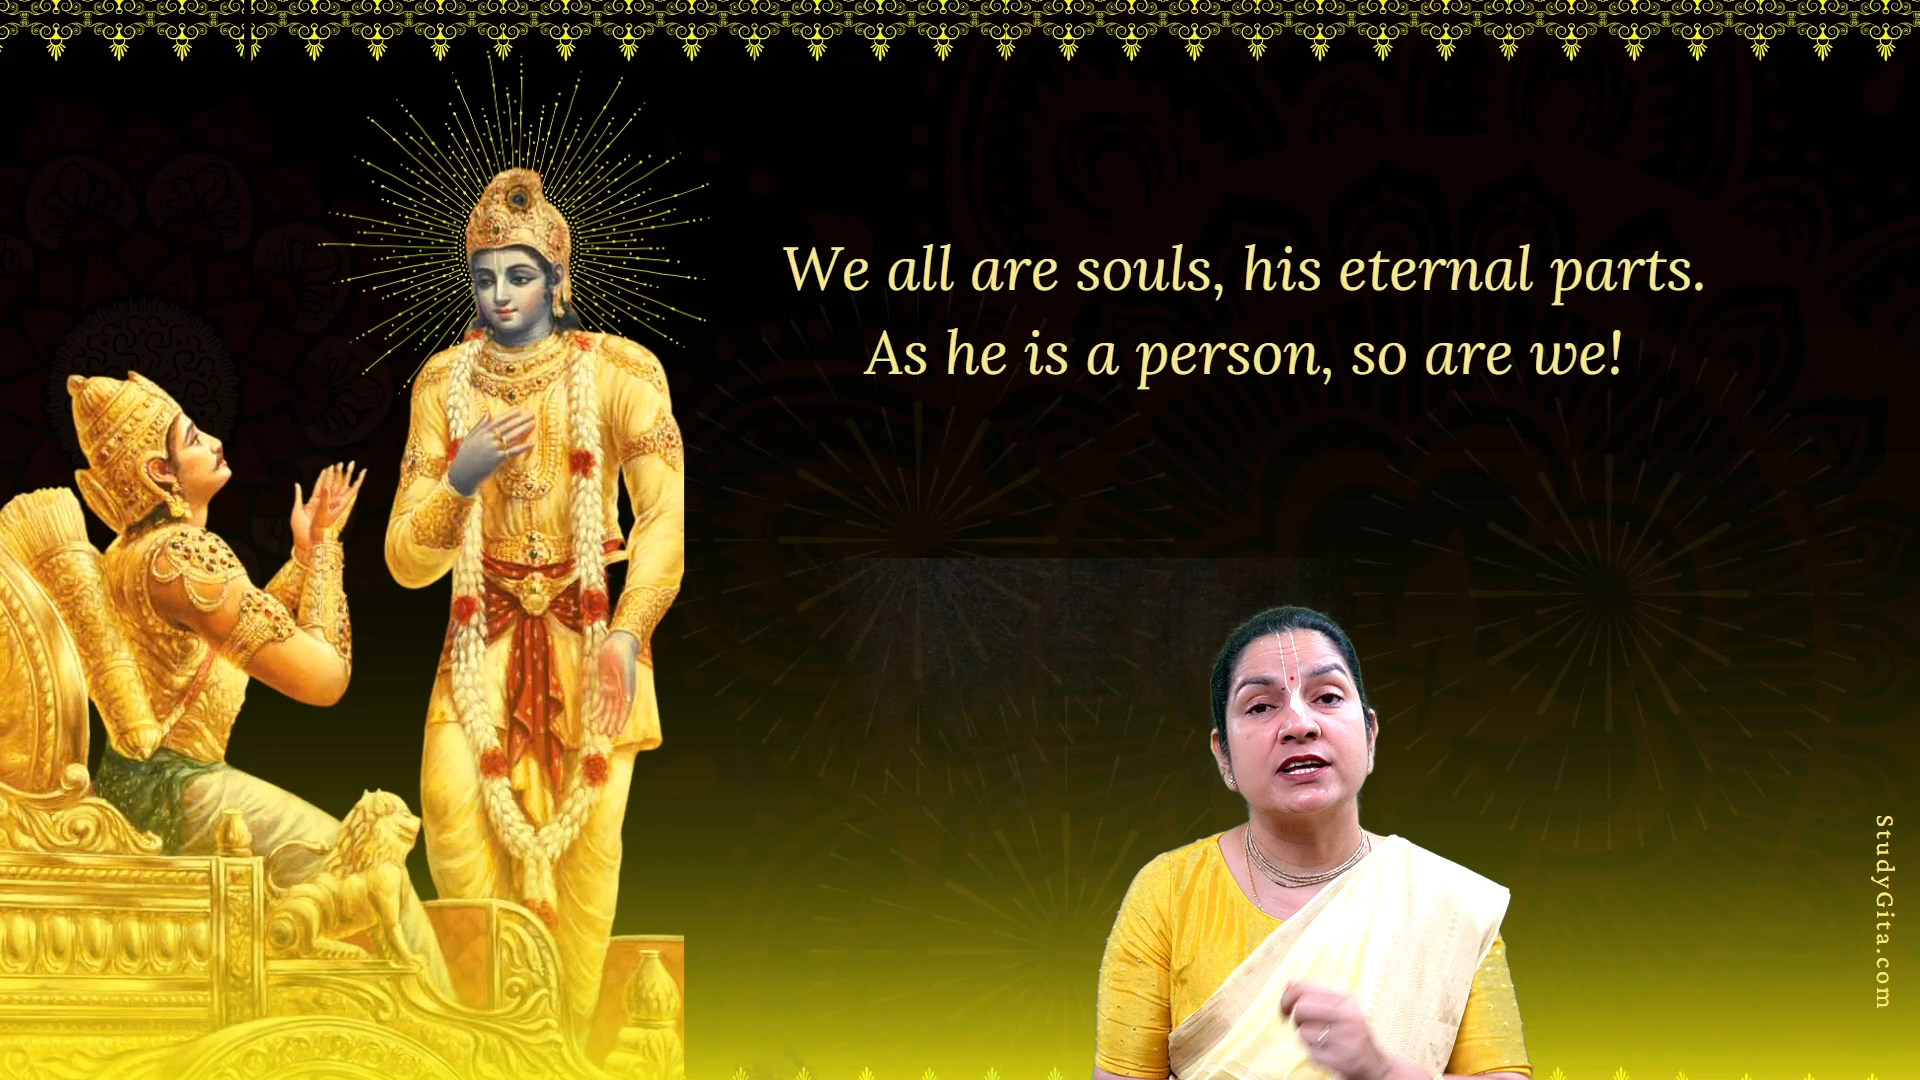 We all are souls, his eternal parts.
As he is a person, so are we!
StudyGita.com